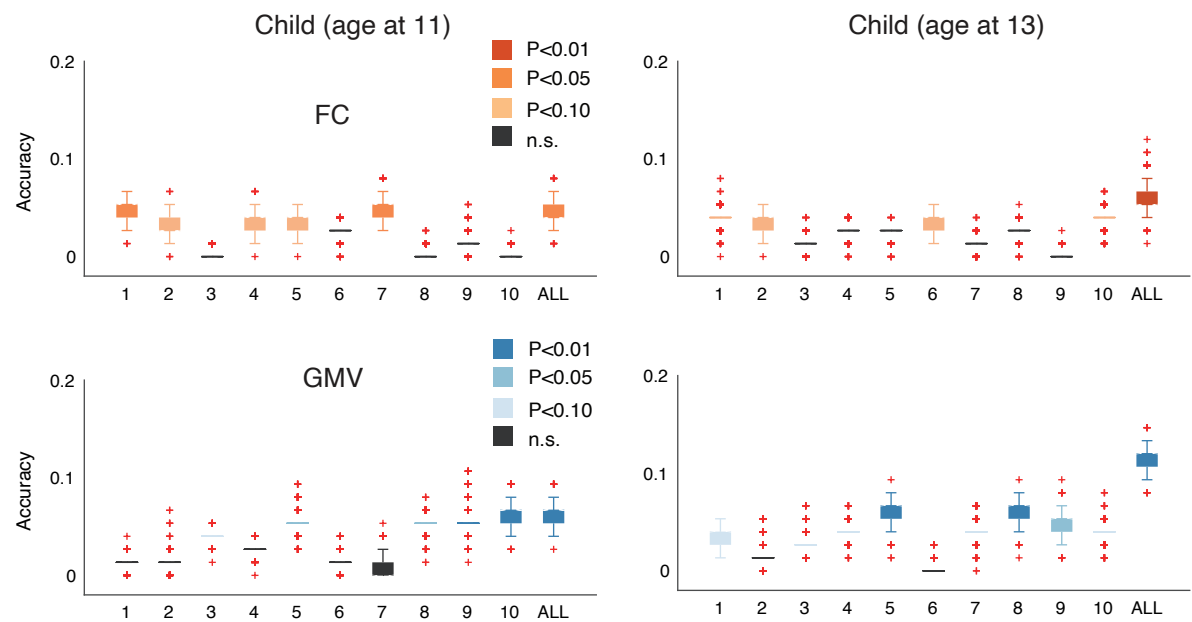 Child (age at 11)
Child (age at 13)
P<0.01
P<0.05
P<0.10
n.s.
FC
Accuracy
0.2
0.1
0
1 2 3 4 5 6 7 8 9 10 ALL
0.2
0.1
0
1 2 3 4 5 6 7 8 9 10 ALL
P<0.01
P<0.05
P<0.10
n.s.
GMV
Accuracy
0.2
0.1
0
1 2 3 4 5 6 7 8 9 10 ALL
0.2
0.1
0
1 2 3 4 5 6 7 8 9 10 ALL